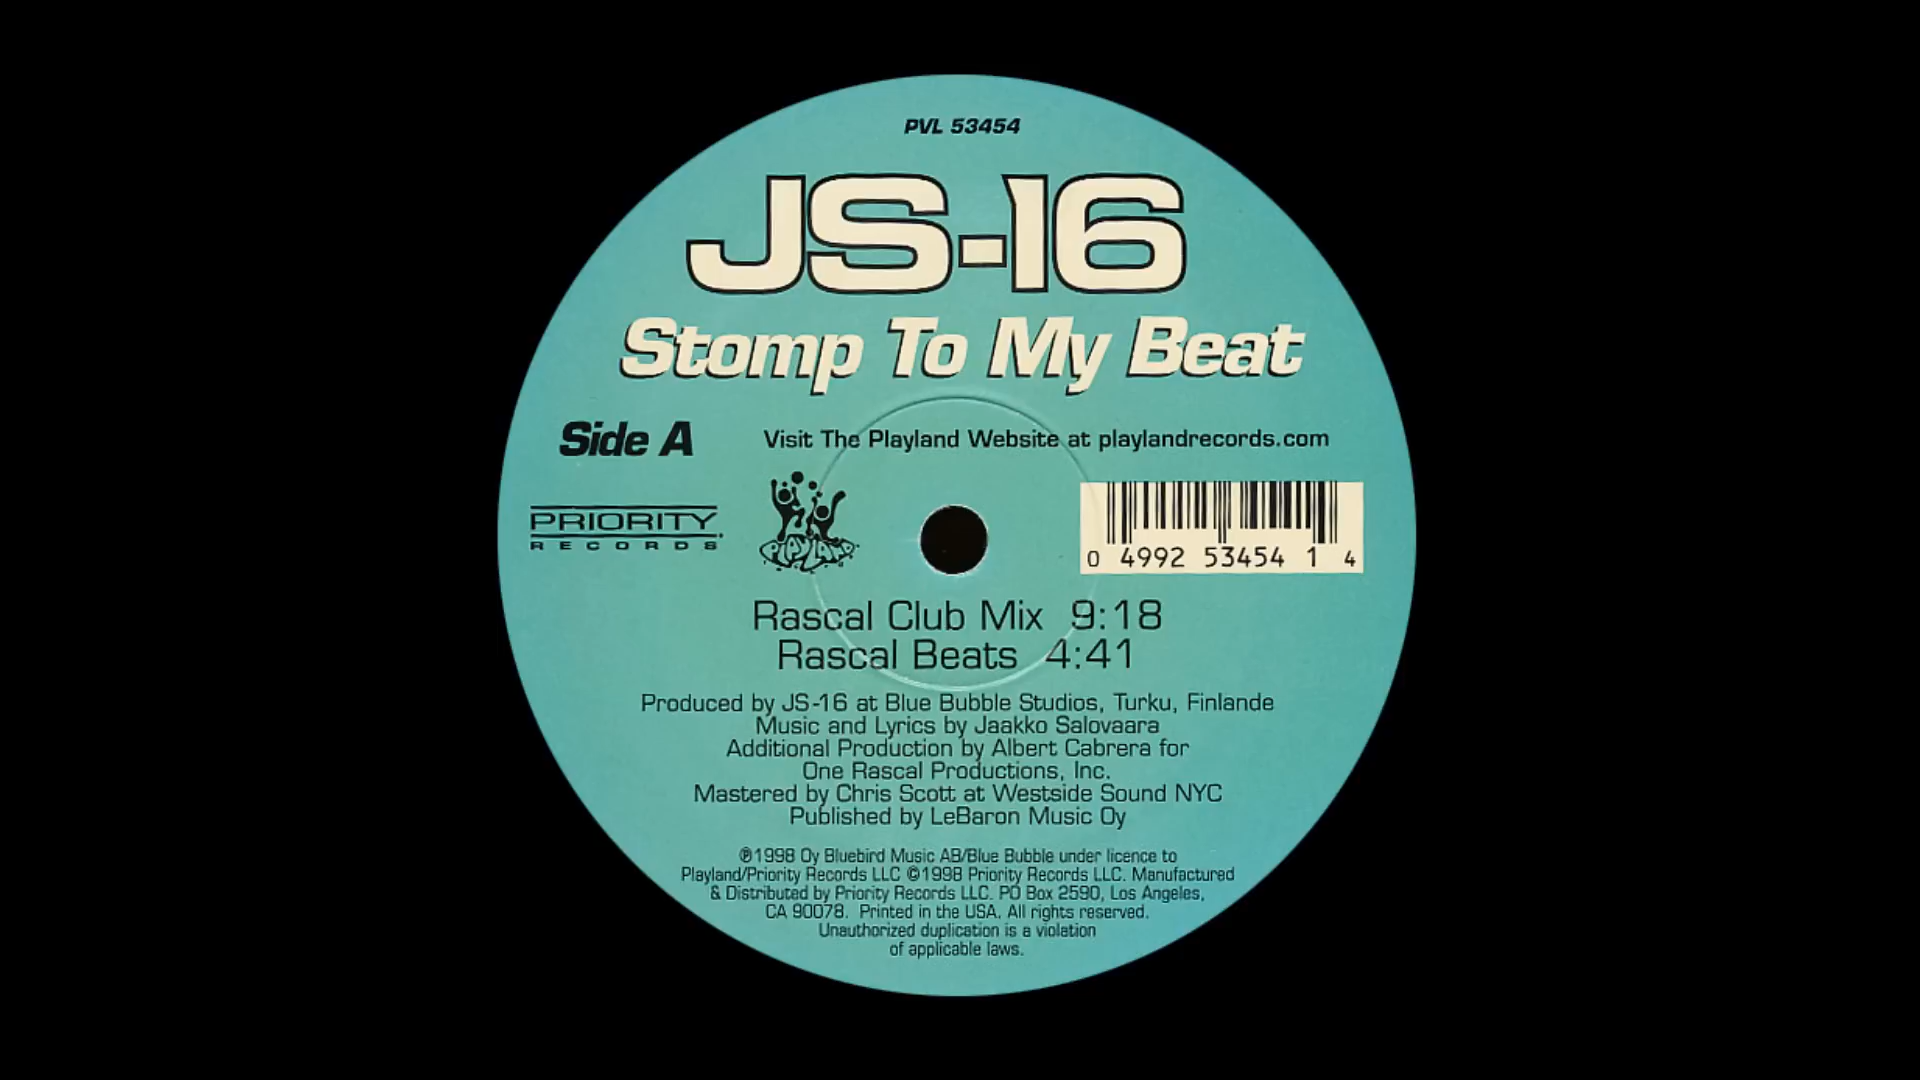 PVL 53454
JS-16
Stomp To My Beat
Side A
Visit The Playland Website at playlandrecords.com
PRIORITY
RECORDS
PLAYLAND
0 4992 53454 1 4
Rascal Club Mix 9:18
Rascal Beats 4:41
Produced by JS-16 at Blue Bubble Studios, Turku, Finlande
Music and Lyrics by Jaakko Salovaara
Additional Production by Albert Cabrera for
One Rascal Productions, Inc.
Mastered by Chris Scott at Westside Sound NYC
Published by LeBaron Music Oy
℗1998 Oy Bluebird Music AB/Blue Bubble under licence to
Playland/Priority Records LLC ©1998 Priority Records LLC. Manufactured
& Distributed by Priority Records LLC. PO Box 2590, Los Angeles,
CA 90078. Printed in the USA. All rights reserved.
Unauthorized duplication is a violation
of applicable laws.